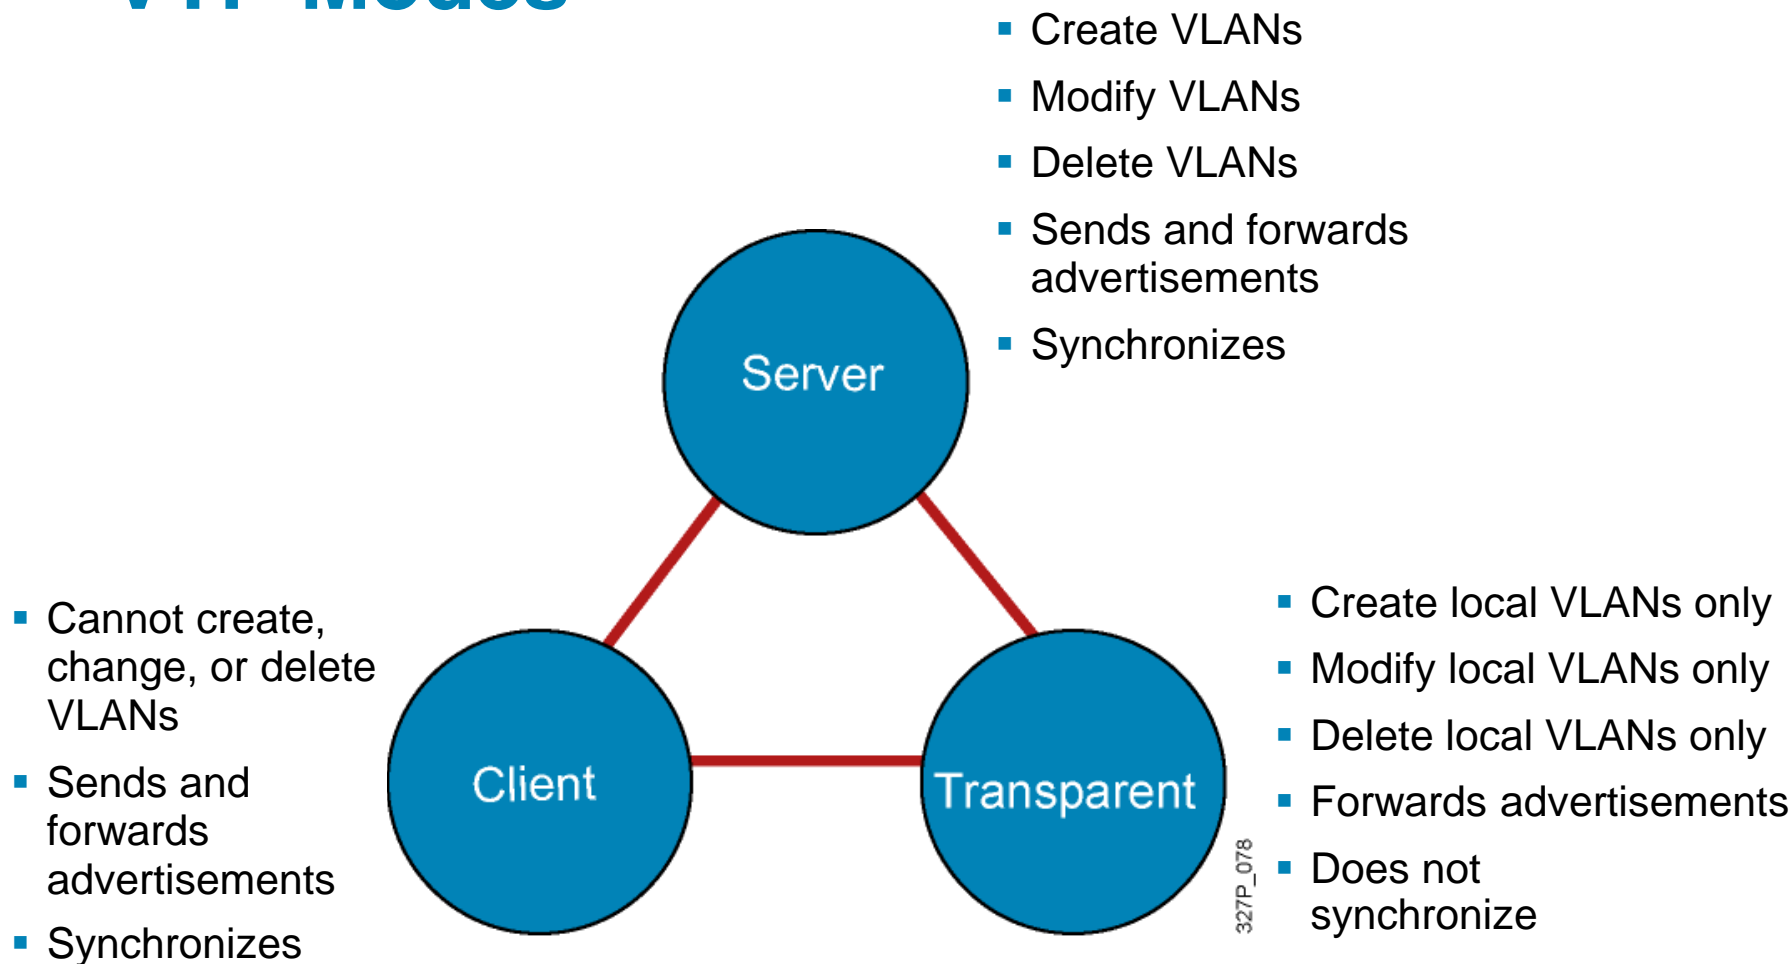 VTP Modes
Create VLANs
Modify VLANs
Delete VLANs
Sends and forwards
advertisements
Synchronizes
Server
Cannot create,
change, or delete
VLANs
Sends and
forwards
advertisements
Synchronizes
Client
Transparent
Create local VLANs only
Modify local VLANs only
Delete local VLANs only
Forwards advertisements
Does not
synchronize
327P_078